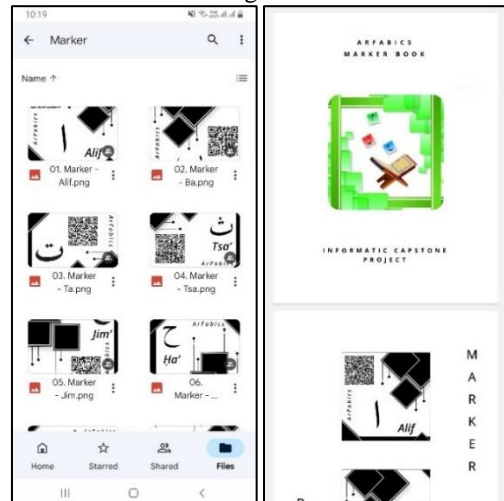 10:19
Marker
Name ↑
ا
Alif
ArFabics
01. Marker - Alif.png
02. Marker - Ba.png
ت
ArFabics
03. Marker - Ta.png
ث
Tsa'
ArFabics
04. Marker - Tsa.png
Jim'
05. Marker - Jim.png
ArFabics
ح
Ḥa'
06. Marker - ...
Home
Starred
Shared
Files
ARFABICS
MARKER BOOK
INFORMATIC CAPSTONE
PROJECT
ArFabics
ا
Alif
MARKER